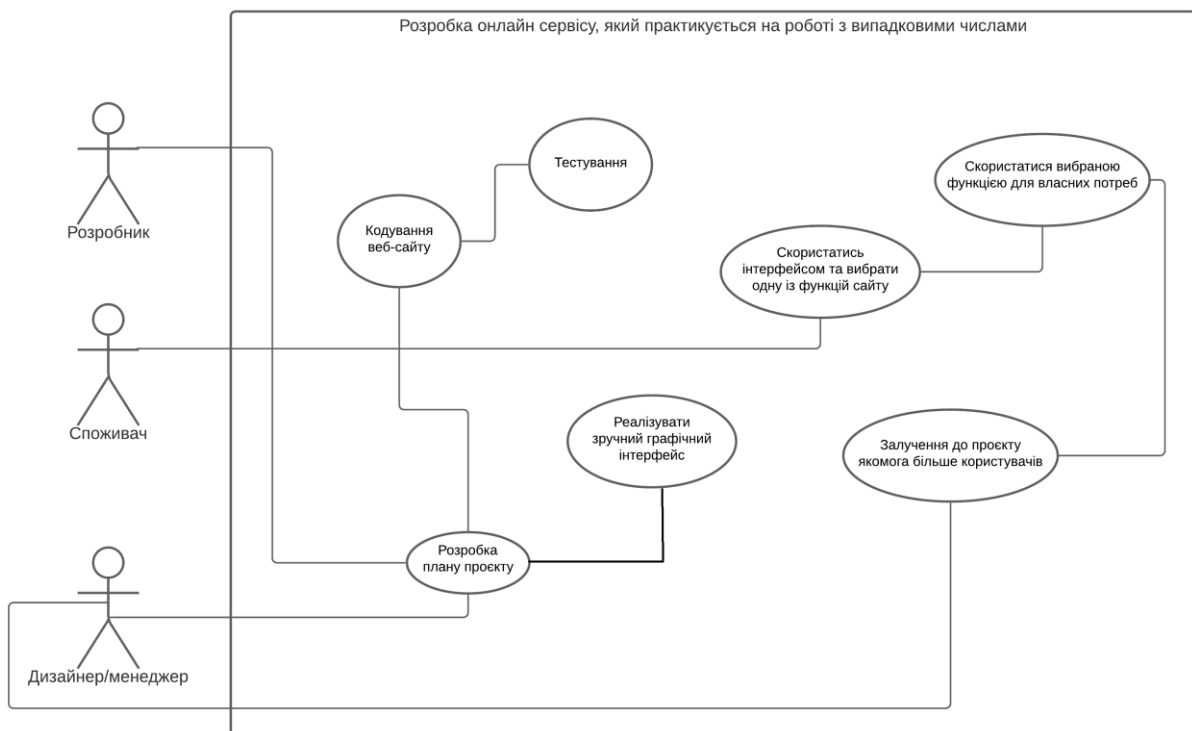 Розробка онлайн сервісу, який практикується на роботі з випадковими числами
Розробник
Споживач
Дизайнер/менеджер
Тестування
Кодування
веб-сайту
Скористатися вибраною
функцією для власних потреб
Скористатись
інтерфейсом та вибрати
одну із функцій сайту
Реалізувати
зручний графічний
інтерфейс
Залучення до проєкту
якомога більше користувачів
Розробка
плану проєкту